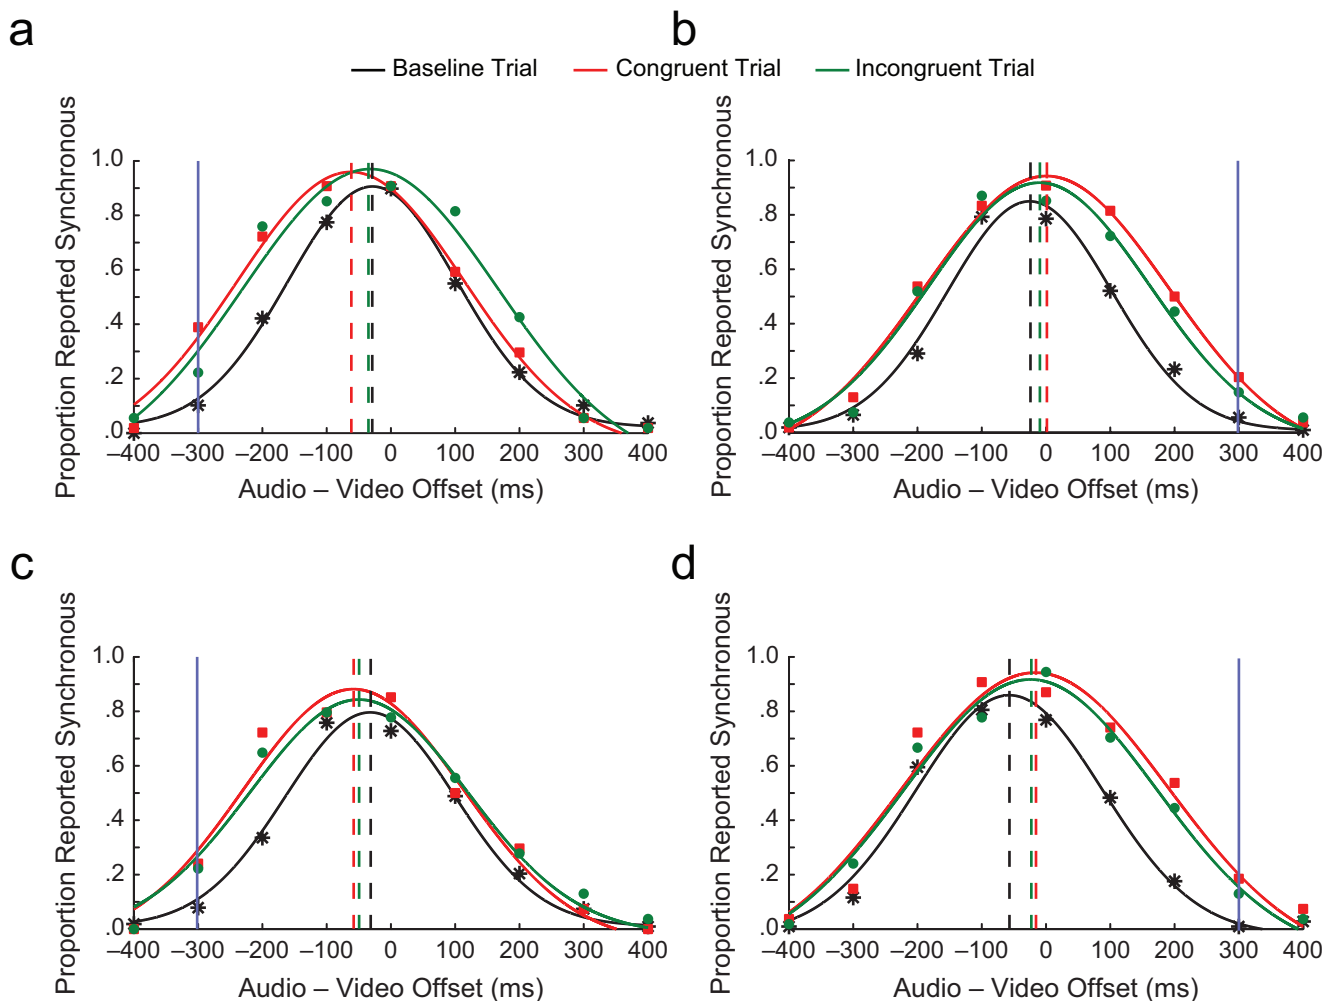 a
b
Baseline Trial Congruent Trial Incongruent Trial
Proportion Reported Synchronous
1.0
.8
.6
.4
.2
.0
−400 −300 −200 −100 0 100 200 300 400
Audio – Video Offset (ms)
Proportion Reported Synchronous
1.0
.8
.6
.4
.2
.0
−400 −300 −200 −100 0 100 200 300 400
Audio – Video Offset (ms)
c
d
Proportion Reported Synchronous
1.0
.8
.6
.4
.2
.0
−400 −300 −200 −100 0 100 200 300 400
Audio – Video Offset (ms)
Proportion Reported Synchronous
1.0
.8
.6
.4
.2
.0
−400 −300 −200 −100 0 100 200 300 400
Audio – Video Offset (ms)